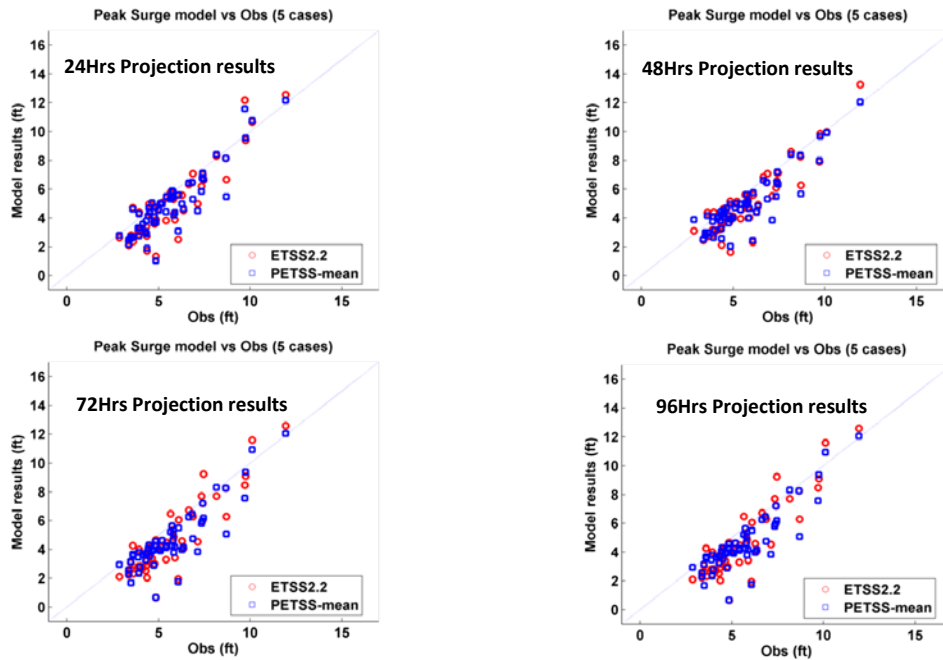 Peak Surge model vs Obs (5 cases)
24Hrs Projection results
Model results (ft)
16
14
12
10
8
6
4
2
0
ETSS2.2
PETSS-mean
0 5 10 15
Obs (ft)
Peak Surge model vs Obs (5 cases)
48Hrs Projection results
Model results (ft)
16
14
12
10
8
6
4
2
0
ETSS2.2
PETSS-mean
0 5 10 15
Obs (ft)
Peak Surge model vs Obs (5 cases)
72Hrs Projection results
Model results (ft)
16
14
12
10
8
6
4
2
0
ETSS2.2
PETSS-mean
0 5 10 15
Obs (ft)
Peak Surge model vs Obs (5 cases)
96Hrs Projection results
Model results (ft)
16
14
12
10
8
6
4
2
0
ETSS2.2
PETSS-mean
0 5 10 15
Obs (ft)